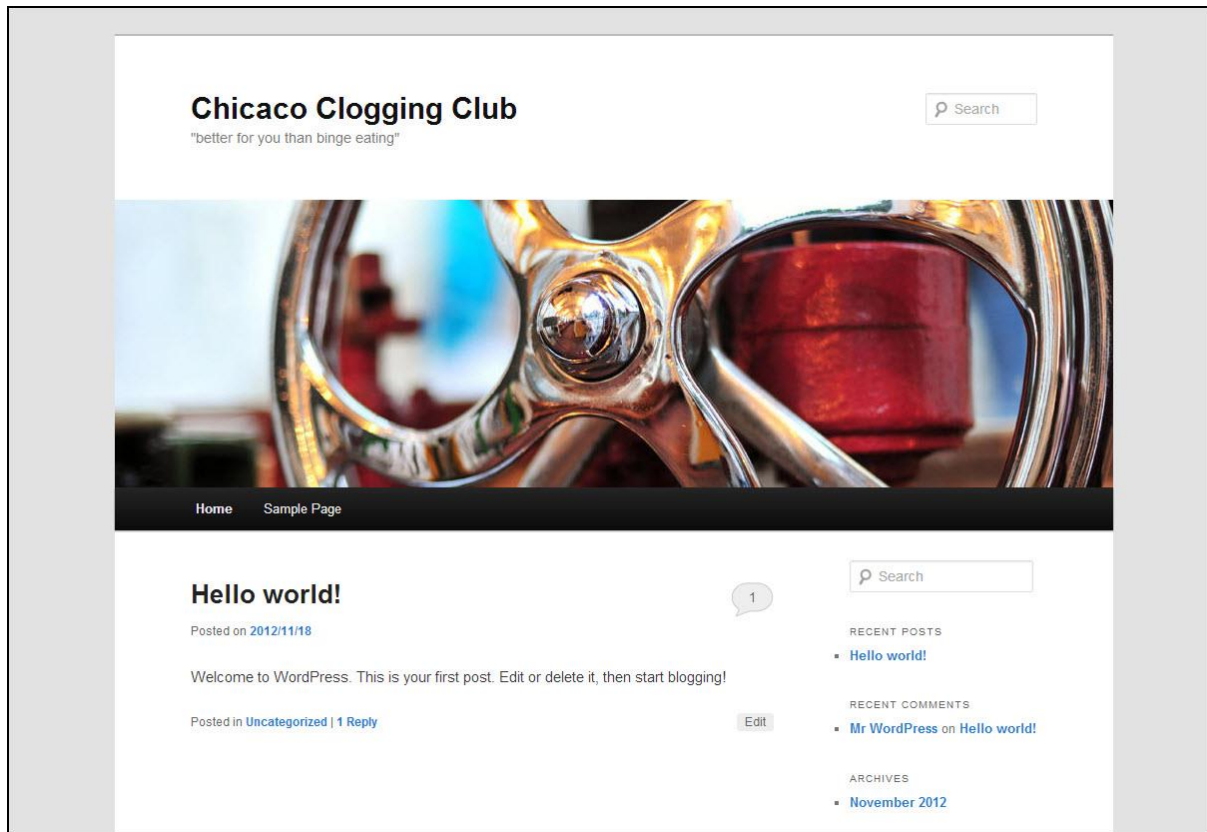 Chicaco Clogging Club
"better for you than binge eating"
Search
Home Sample Page
Hello world!
1
Posted on 2012/11/18
Welcome to WordPress. This is your first post. Edit or delete it, then start blogging!
Posted in Uncategorized | 1 Reply
Edit
Search
RECENT POSTS
Hello world!
RECENT COMMENTS
Mr WordPress on Hello world!
ARCHIVES
November 2012